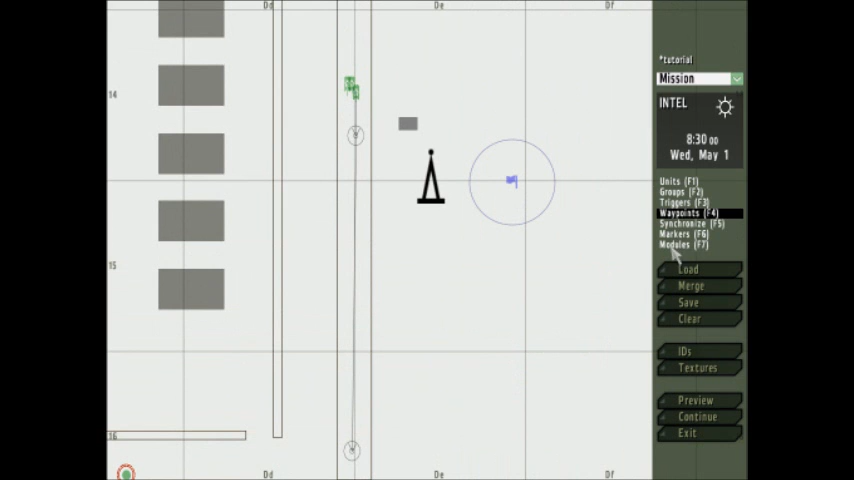 Dd De Df
*tutorial
Mission
14
INTEL
8:30 00
Wed, May 1
Units (F1)
Groups (F2)
Triggers (F3)
Waypoints (F4)
Synchronize (F5)
Markers (F6)
Modules (F7)
15
Load
Merge
Save
Clear
IDs
Textures
Preview
Continue
Exit
16
Dd De Df